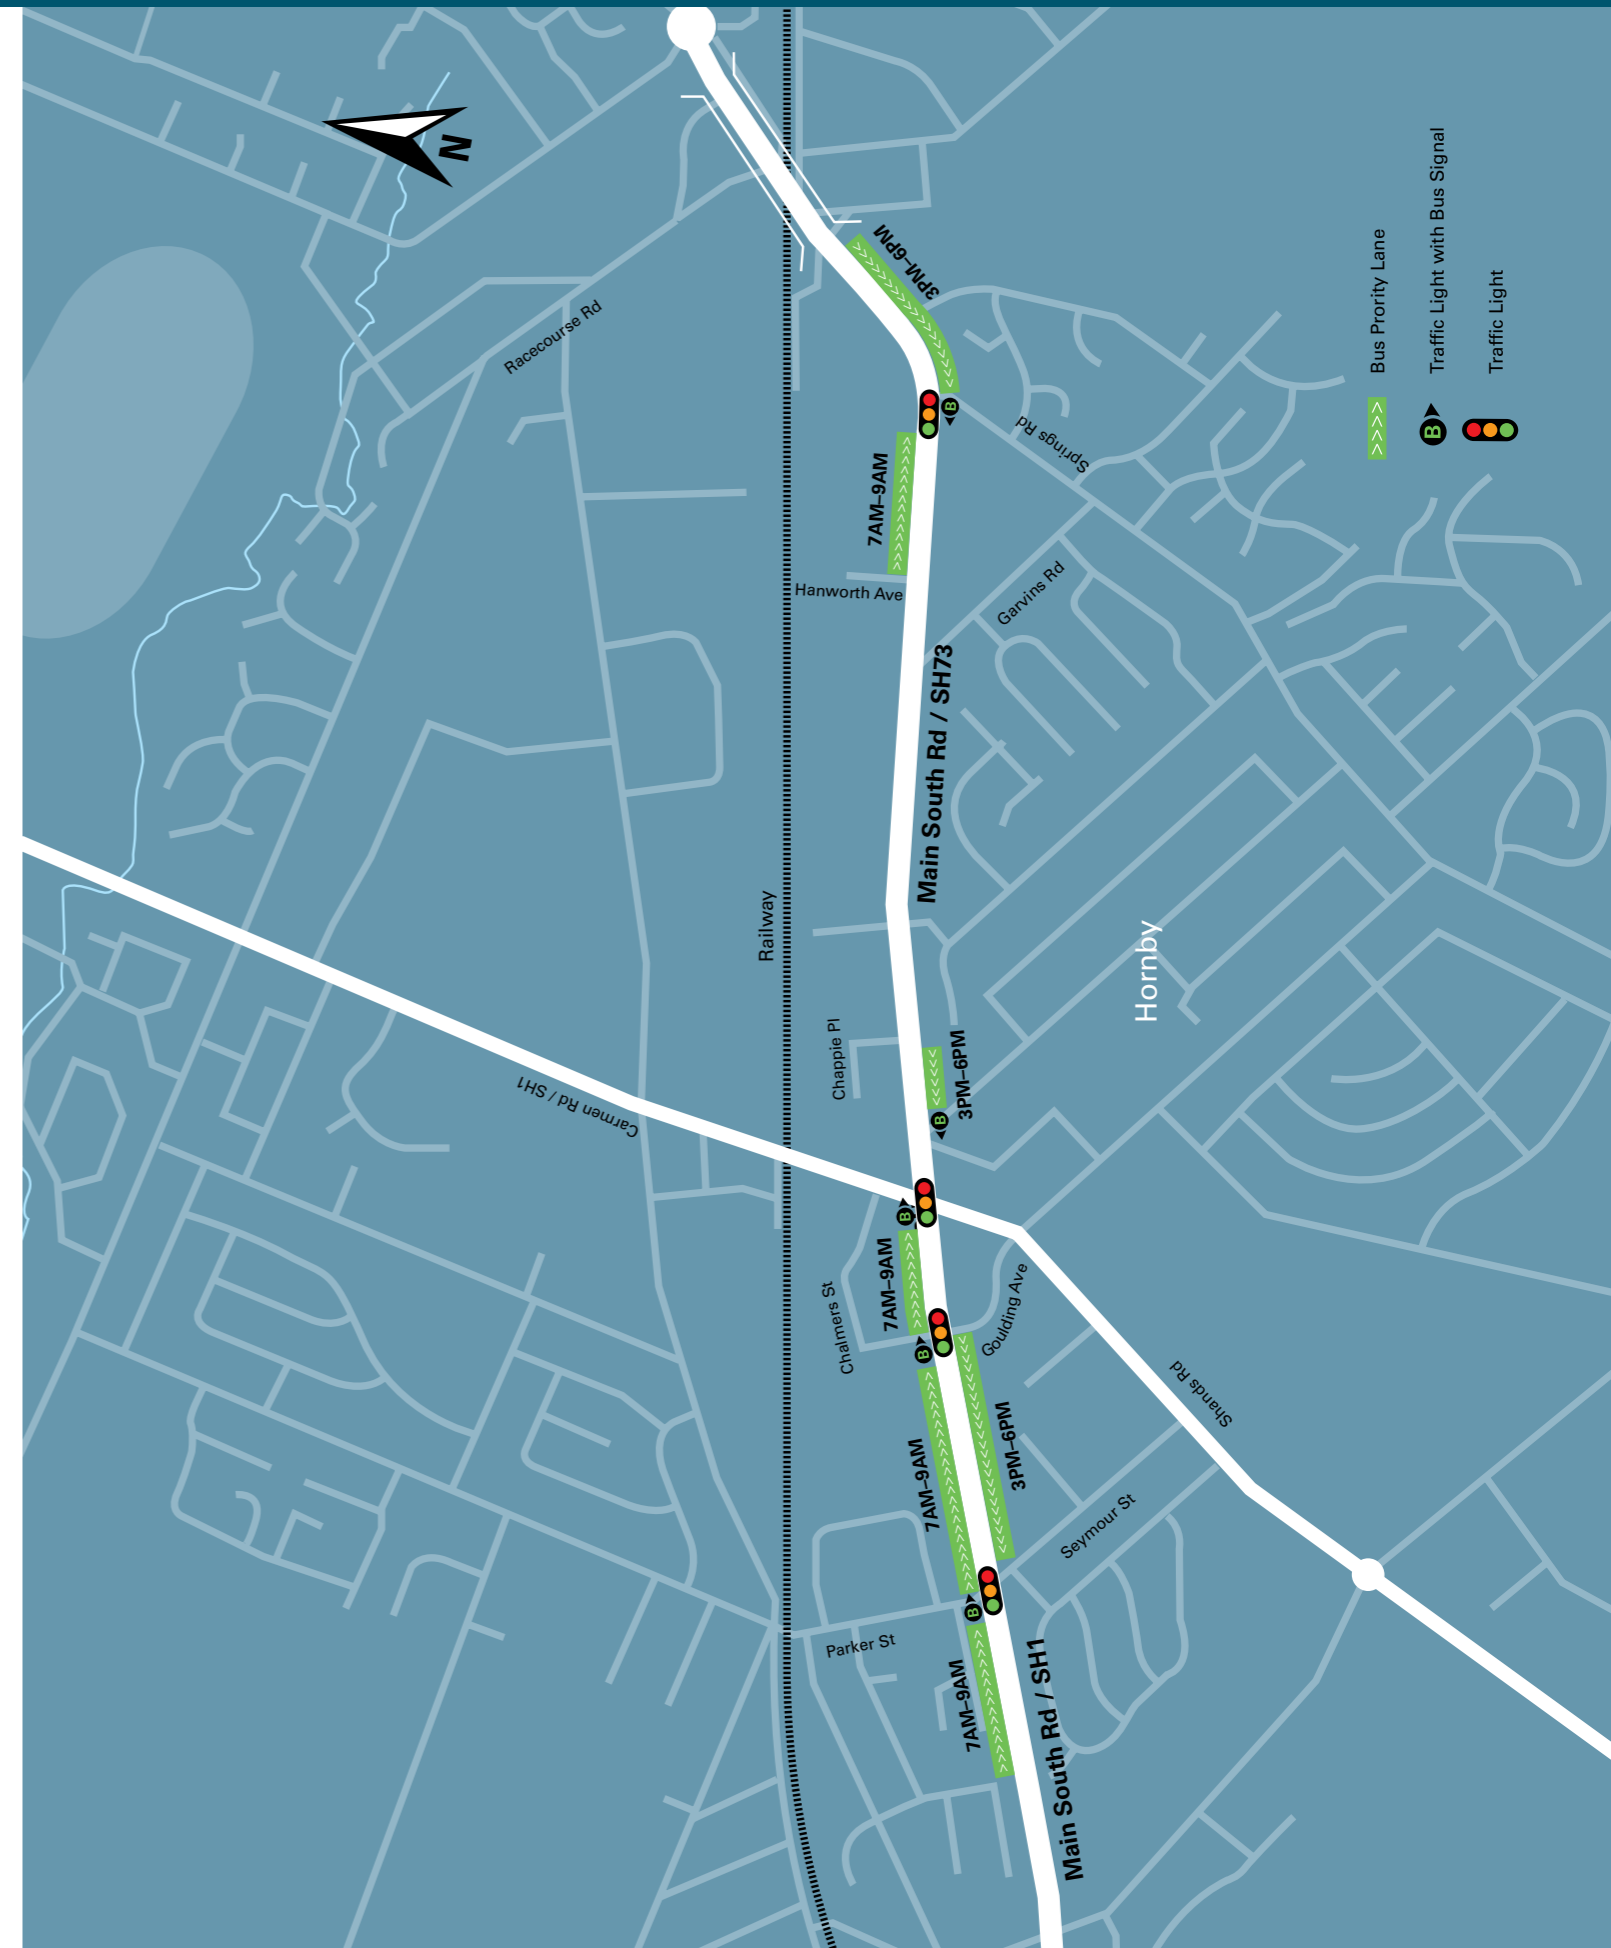 N
Racecourse Rd
3PM–6PM
Springs Rd
7AM–9AM
Hanworth Ave
Garvins Rd
Main South Rd / SH73
Railway
Hornby
Chappie Pl
3PM–6PM
B
Carmen Rd / SH1
B
7AM–9AM
Chalmers St
Goulding Ave
B
B
7AM–9AM
3PM–6PM
Shands Rd
Seymour St
B
Parker St
7AM–9AM
Main South Rd / SH1
Bus Prority Lane
B
Traffic Light with Bus Signal
Traffic Light